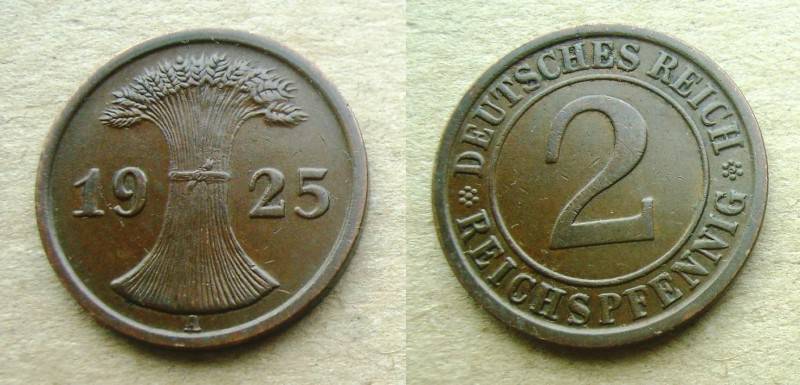 19 25
A
DEUTSCHES REICH
2
REICHSPFENNIG